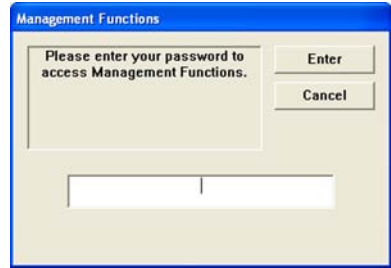 Management Functions
Please enter your password to
access Management Functions.
Enter
Cancel